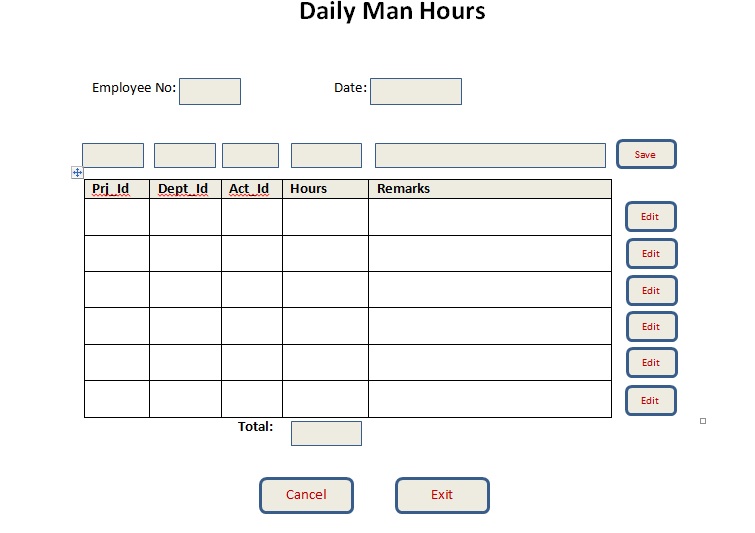 Daily Man Hours
Employee No: Date:
Save
Prj_Id Dept_Id Act_Id Hours Remarks
Edit
Edit
Edit
Edit
Edit
Edit
Total:
Cancel Exit